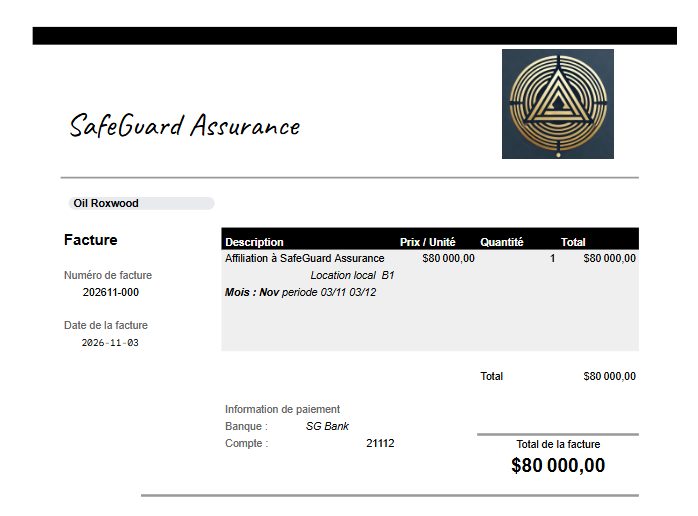 SafeGuard Assurance
Oil Roxwood
Facture
Numéro de facture
202611-000
Date de la facture
2026-11-03
Description Prix / Unité Quantité Total
Affiliation à SafeGuard Assurance $80 000,00 1 $80 000,00
Location local B1
Mois : Nov periode 03/11 03/12
Total $80 000,00
Information de paiement
Banque : SG Bank
Compte : 21112
Total de la facture
$80 000,00